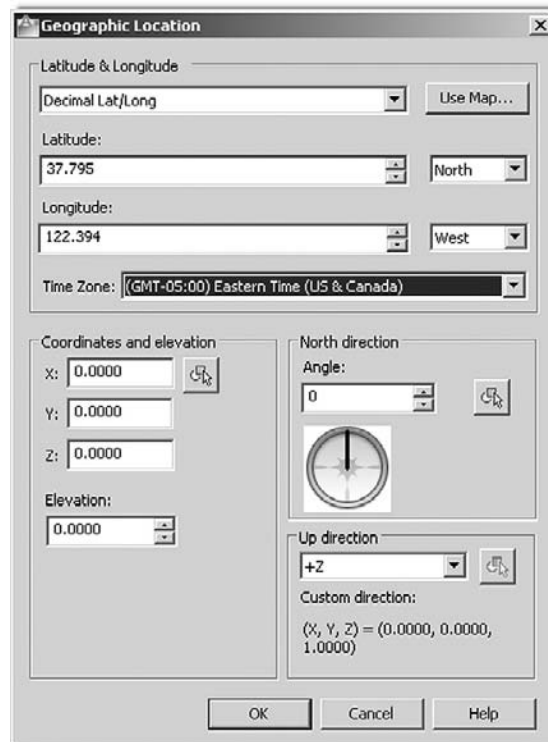 Geographic Location
Latitude & Longitude
Decimal Lat/Long
Use Map...
Latitude:
37.795
North
Longitude:
122.394
West
Time Zone: (GMT-05:00) Eastern Time (US & Canada)
Coordinates and elevation
X: 0.0000
Y: 0.0000
Z: 0.0000
Elevation:
0.0000
North direction
Angle:
0
Up direction
+Z
Custom direction:
(X, Y, Z) = (0.0000, 0.0000,
1.0000)
OK
Cancel
Help